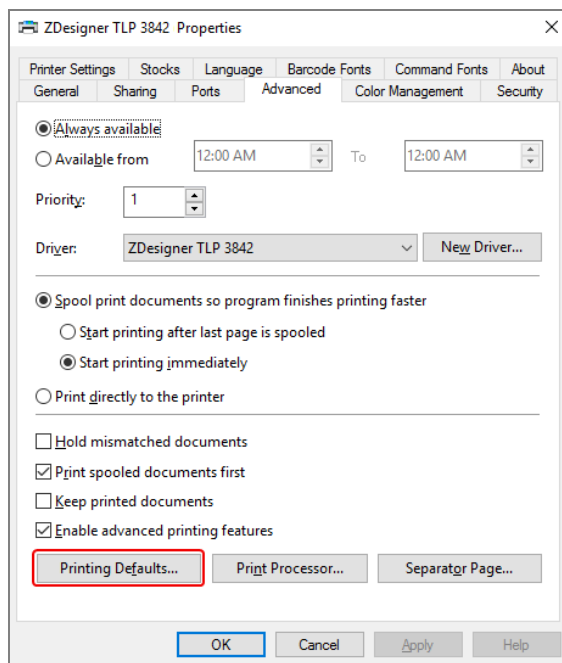 ZDesigner TLP 3842 Properties
Printer Settings Stocks Language Barcode Fonts Command Fonts About
General Sharing Ports Advanced Color Management Security
Always available
Available from 12:00 AM To 12:00 AM
Priority: 1
Driver: ZDesigner TLP 3842 New Driver...
Spool print documents so program finishes printing faster
Start printing after last page is spooled
Start printing immediately
Print directly to the printer
Hold mismatched documents
Print spooled documents first
Keep printed documents
Enable advanced printing features
Printing Defaults... Print Processor... Separator Page...
OK Cancel Apply Help